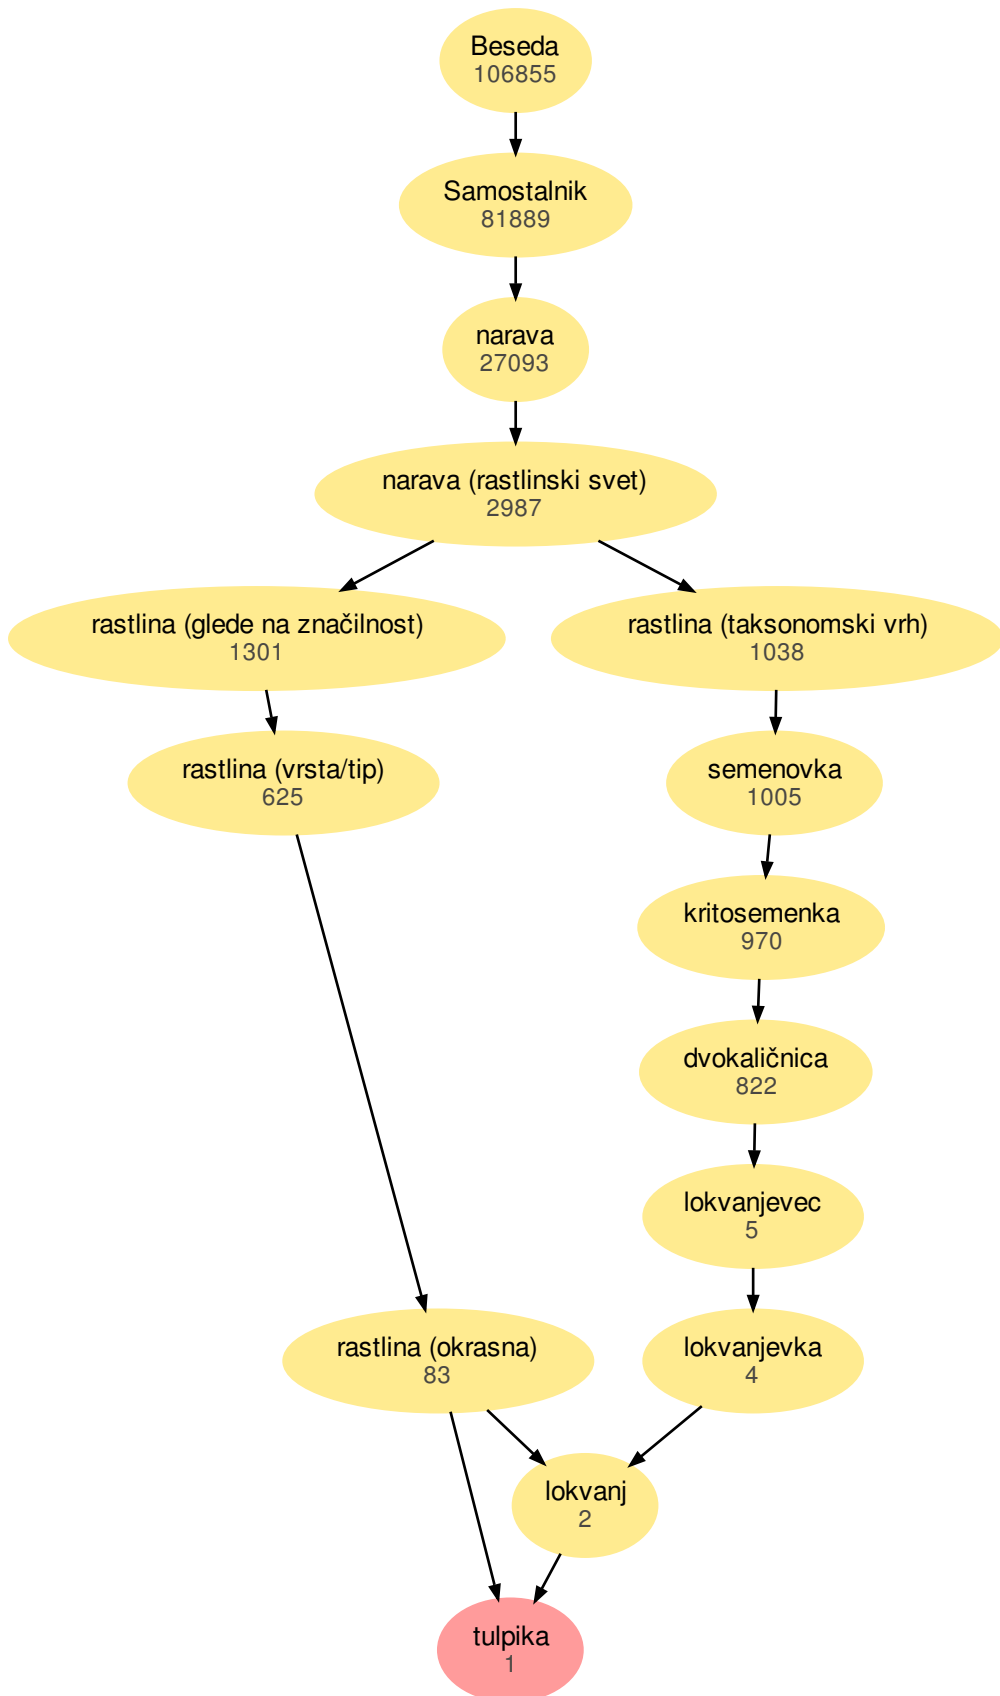 Beseda
106855
Samostalnik
81889
narava
27093
narava (rastlinski svet)
2987
rastlina (glede na značilnost)
1301
rastlina (taksonomski vrh)
1038
rastlina (vrsta/tip)
625
semenovka
1005
kritosemenka
970
dvokaličnica
822
lokvanjevec
5
rastlina (okrasna)
83
lokvanjevka
4
lokvanj
2
tulpika
1